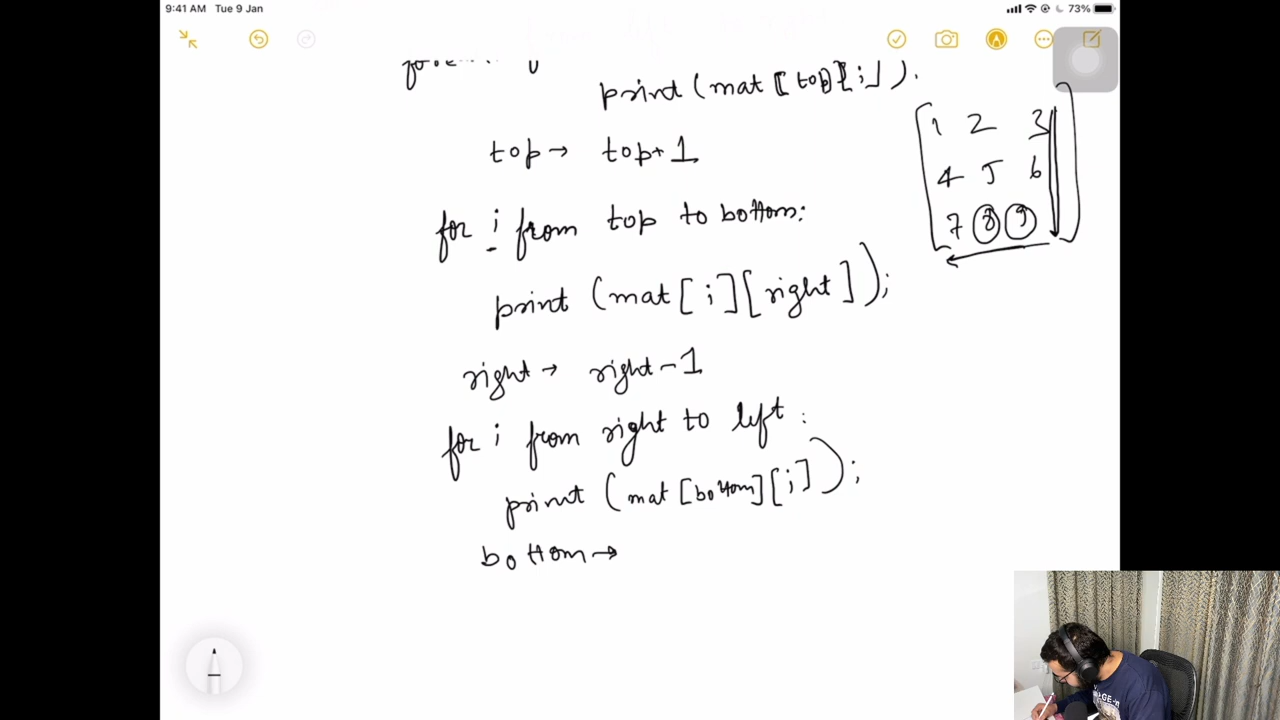 9:41 AM Tue 9 Jan
73%
print (mat [top][i]).
top → top+1
for i from top to bottom:
print (mat[i][right]);
right → right-1
for i from right to left :
print (mat[bottom][i]);
bottom →
1 2 3
4 5 6
7 8 9